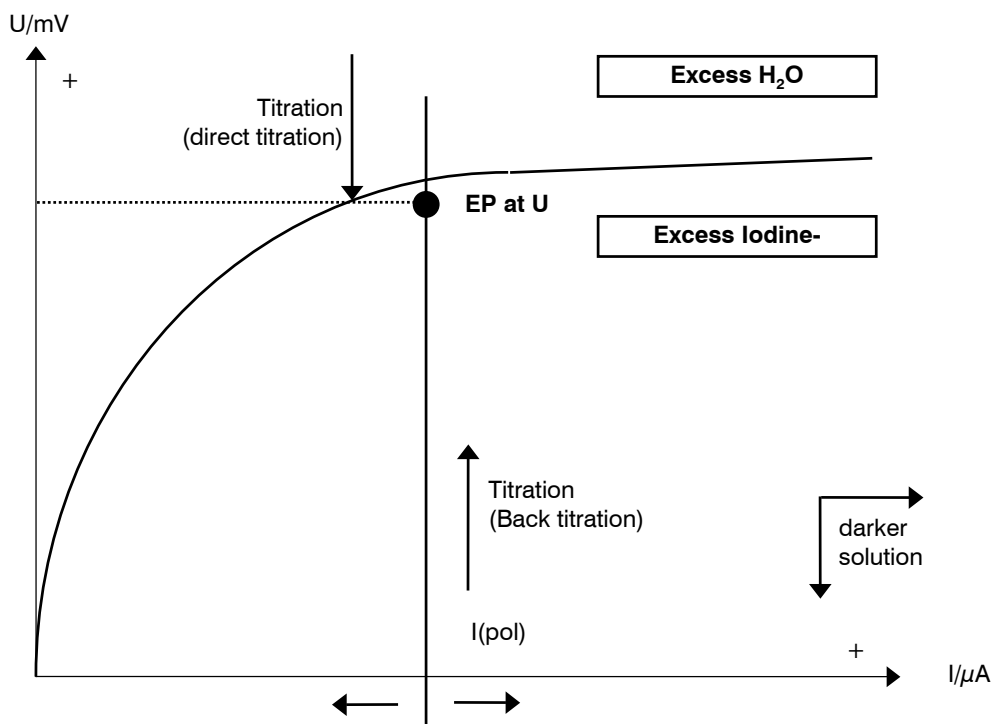 U/mV
+
Excess H₂O
Titration
(direct titration)
EP at U
Excess Iodine-
Titration
(Back titration)
darker
solution
I(pol)
+
I/µA